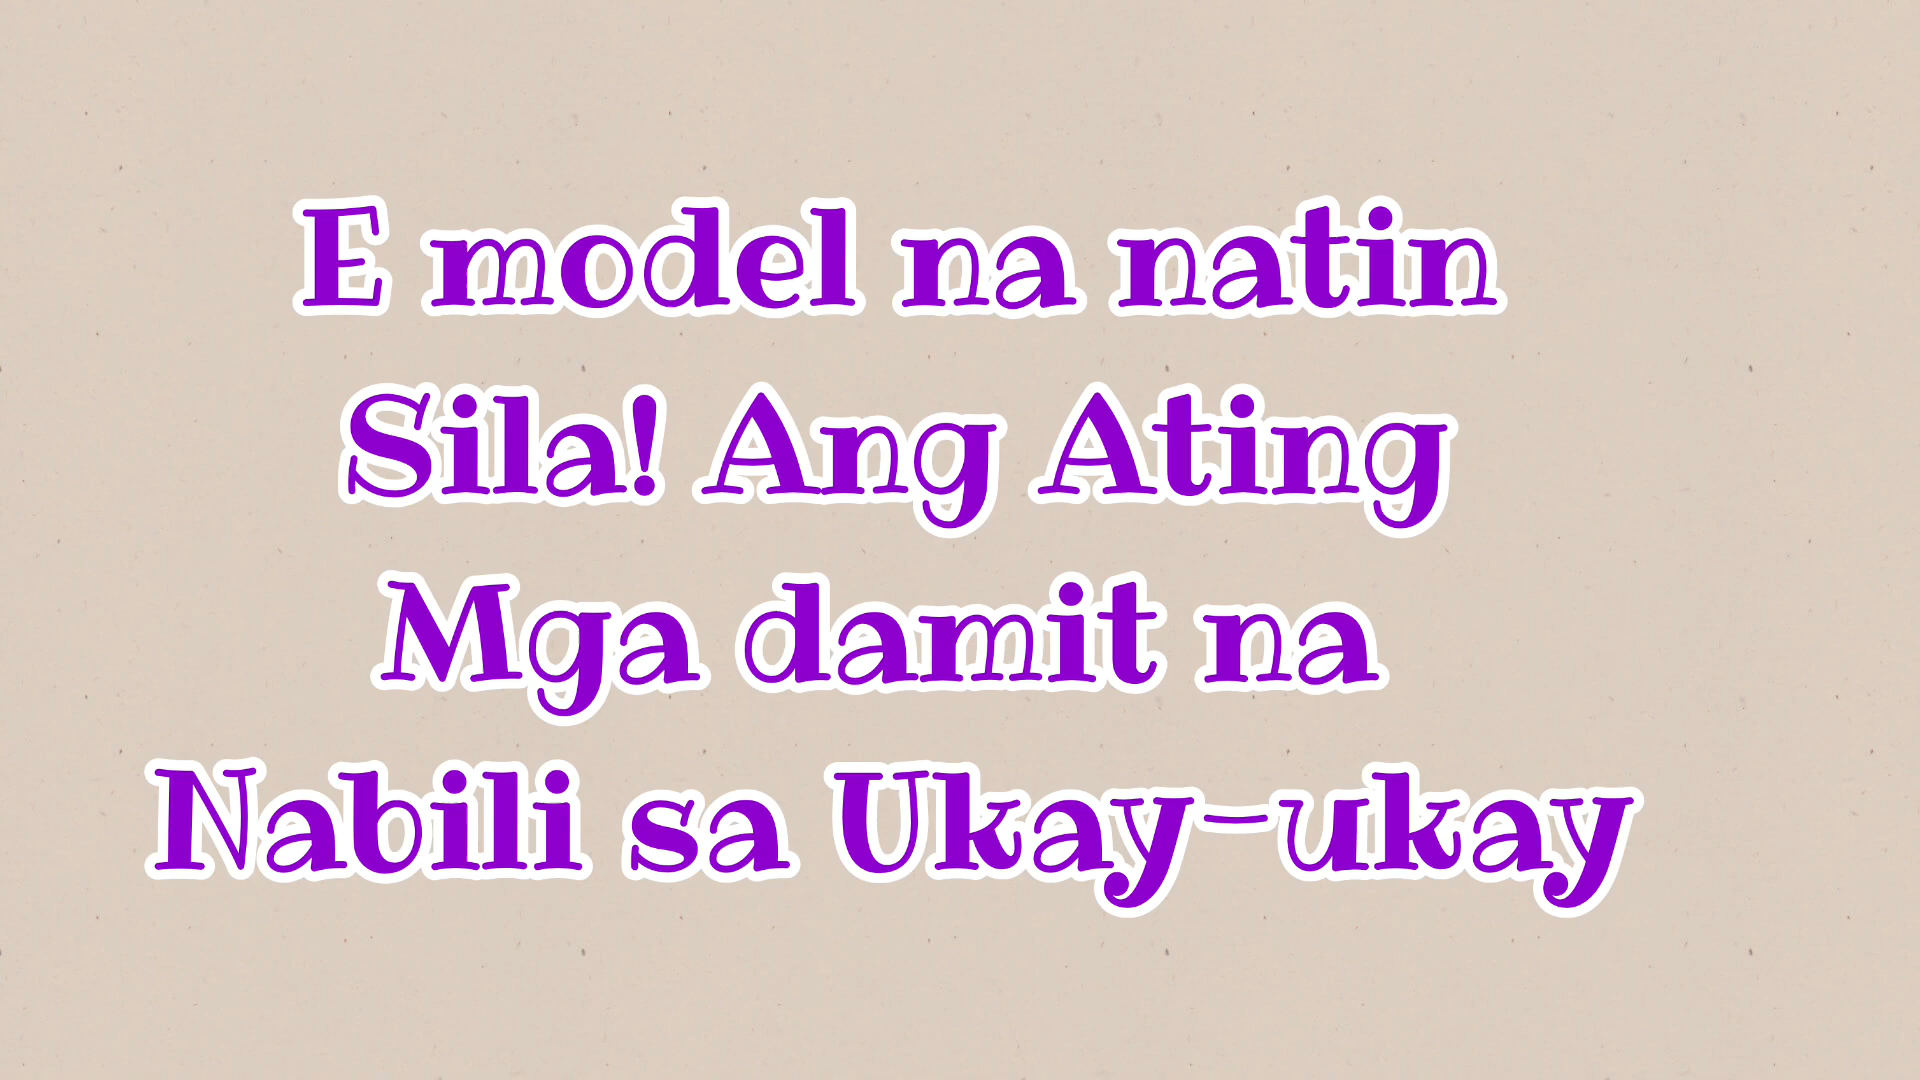 E model na natin
Sila! Ang Ating
Mga damit na
Nabili sa Ukay-ukay